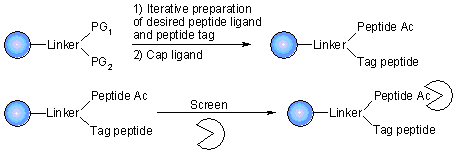 PG1
Linker
PG2
1) Iterative preparation
of desired peptide ligand
and peptide tag
2) Cap ligand
Peptide Ac
Linker
Tag peptide
Peptide Ac
Linker
Tag peptide
Screen
Peptide Ac
Linker
Tag peptide